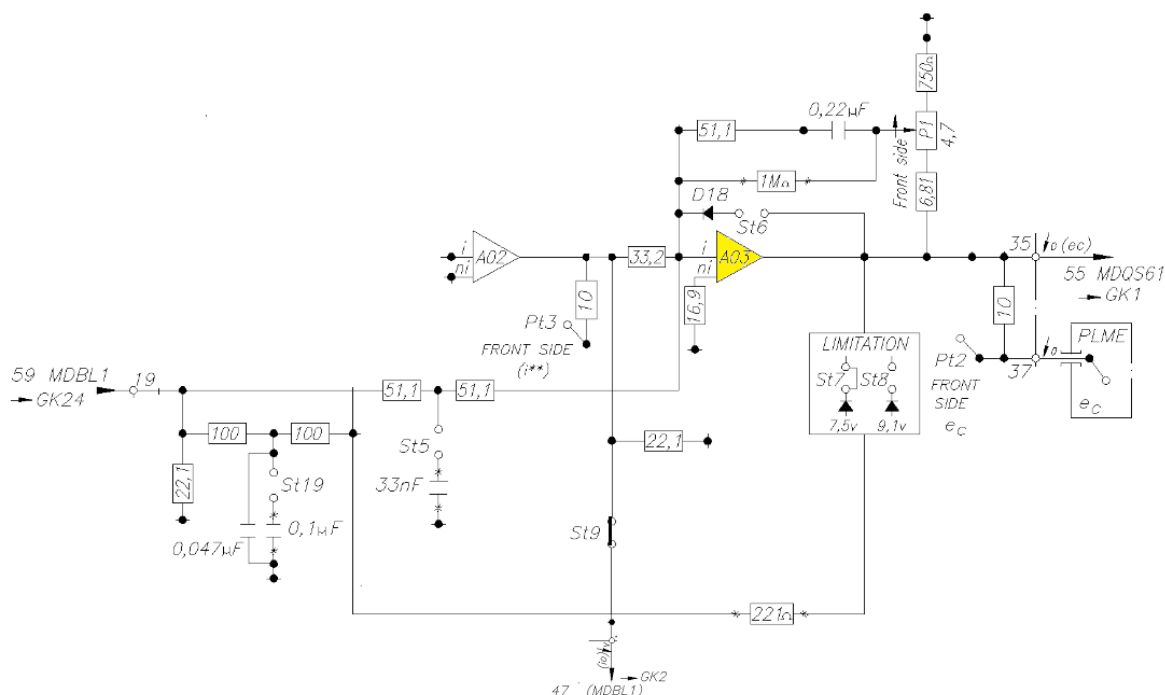 750Ω
0,22µF
51,1
P1
4,7
Front side
1MΩ
6,81
D18
St6
i
ni
A02
33,2
i
ni
A03
35
o (ec)
55 MDQS61
GK1
10
Pt3
FRONT SIDE
(i**)
16,9
10
LIMITATION
St7
St8
7,5v
9,1v
Pt2
FRONT
SIDE
ec
37
o
PLME
ec
59 MDBL1
GK24
19
51,1
51,1
100
100
22,1
St5
22,1
St19
33nF
0,1µF
0,047µF
St9
221Ω
GK2
47 (MDBL1)